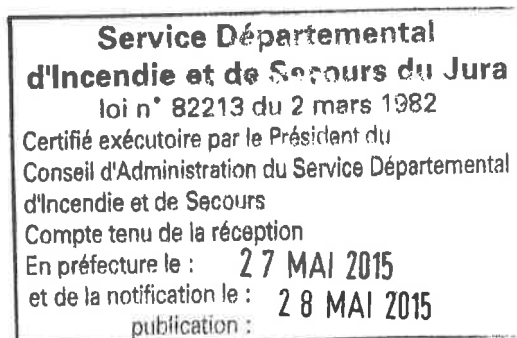 Service Départemental
d'Incendie et de Secours du Jura
loi n° 82213 du 2 mars 1982
Certifié exécutoire par le Président du
Conseil d'Administration du Service Départemental
d'Incendie et de Secours
Compte tenu de la réception
En préfecture le : 27 MAI 2015
et de la notification le : 28 MAI 2015
publication :